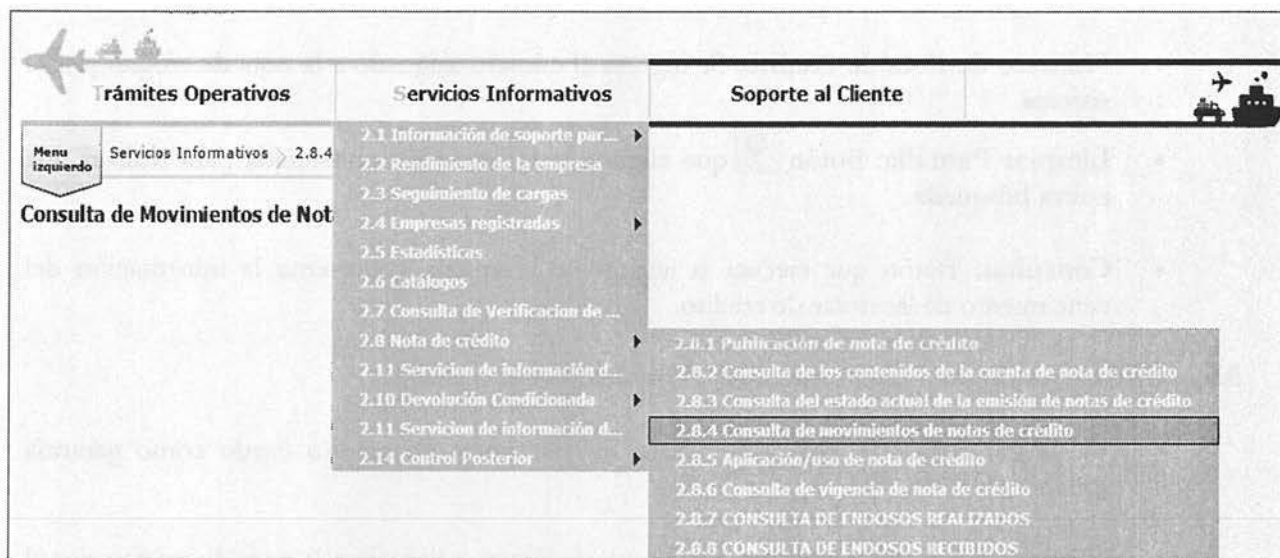 Trámites Operativos
Servicios Informativos
Soporte al Cliente
Menu
Izquierdo
Servicios Informativos 2.8.4
Consulta de Movimientos de Not
2.1 Información de soporte par...
2.2 Rendimiento de la empresa
2.3 Seguimiento de cargas
2.4 Empresas registradas
2.5 Estadísticas
2.6 Catálogos
2.7 Consulta de Verificacion de ...
2.8 Nota de crédito
2.11 Servicion de información d...
2.10 Devolución Condicionada
2.11 Servicion de información d...
2.14 Control Posterior
2.8.1 Publicación de nota de crédito
2.8.2 Consulta de los contenidos de la cuenta de nota de crédito
2.8.3 Consulta del estado actual de la emisión de notas de crédito
2.8.4 Consulta de movimientos de notas de crédito
2.8.5 Aplicación/uso de nota de crédito
2.8.6 Consulta de vigencia de nota de crédito
2.8.7 CONSULTA DE ENDOSOS REALIZADOS
2.8.8 CONSULTA DE ENDOSOS RECIBIDOS